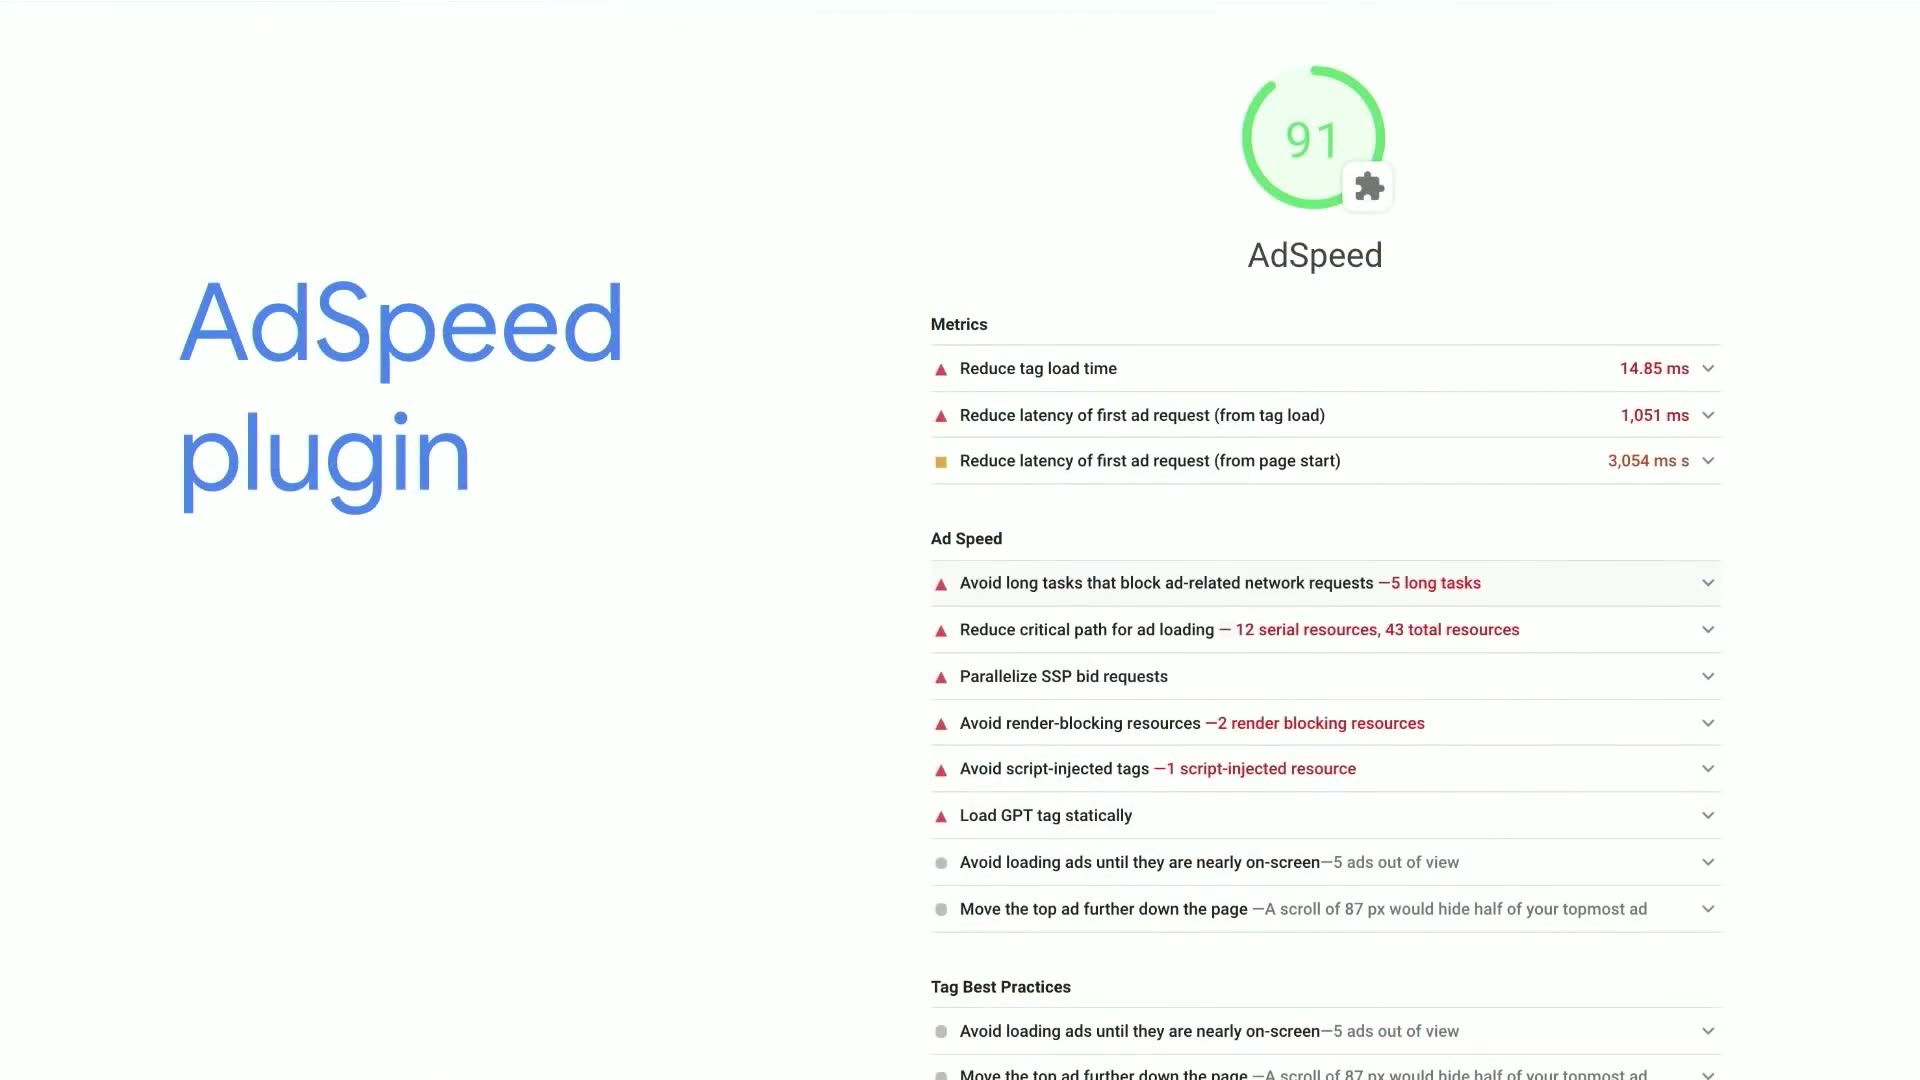 AdSpeed
plugin
91
AdSpeed
Metrics
Reduce tag load time 14.85 ms
Reduce latency of first ad request (from tag load) 1,051 ms
Reduce latency of first ad request (from page start) 3,054 ms s
Ad Speed
Avoid long tasks that block ad-related network requests —5 long tasks
Reduce critical path for ad loading — 12 serial resources, 43 total resources
Parallelize SSP bid requests
Avoid render-blocking resources —2 render blocking resources
Avoid script-injected tags —1 script-injected resource
Load GPT tag statically
Avoid loading ads until they are nearly on-screen—5 ads out of view
Move the top ad further down the page —A scroll of 87 px would hide half of your topmost ad
Tag Best Practices
Avoid loading ads until they are nearly on-screen—5 ads out of view
Move the top ad further down the page —A scroll of 87 px would hide half of your topmost ad